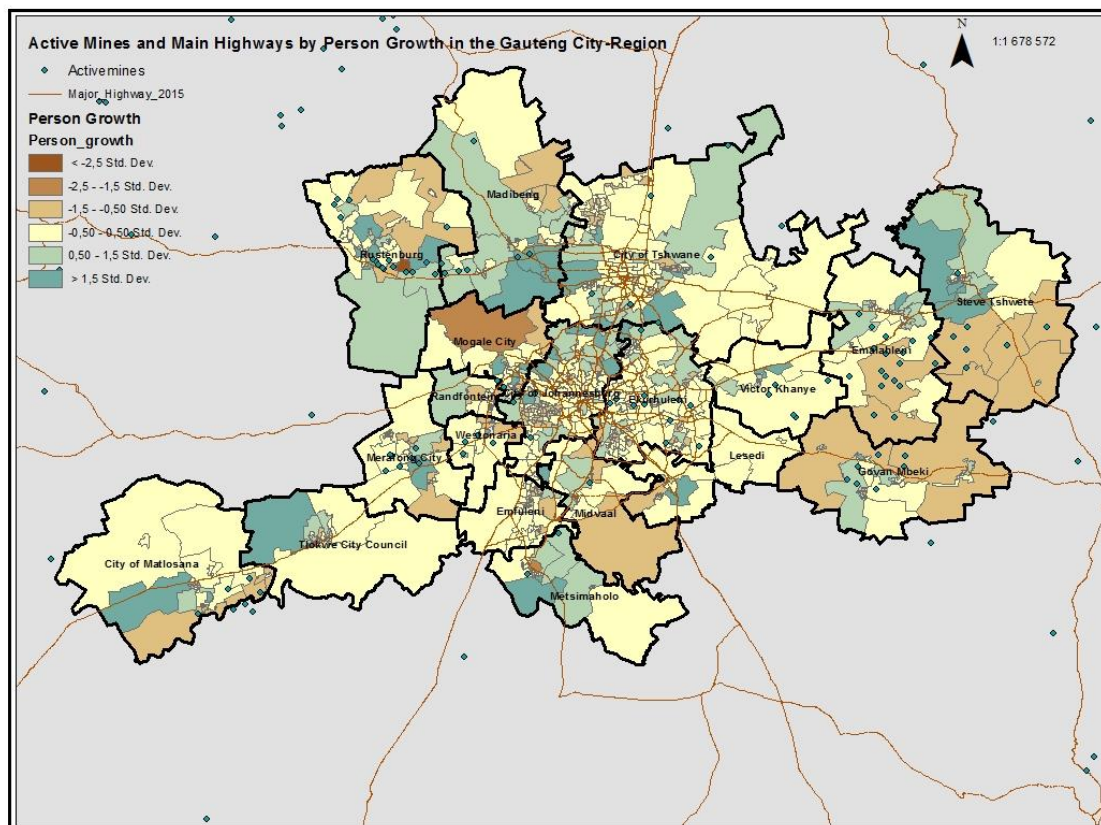 Active Mines and Main Highways by Person Growth in the Gauteng City-Region
N
1:1 678 572
Activemines
Major_Highway_2015
Person Growth
Person_growth
< -2,5 Std. Dev.
-2,5 - -1,5 Std. Dev.
-1,5 - -0,50 Std. Dev.
-0,50 - 0,50 Std. Dev.
0,50 - 1,5 Std. Dev.
> 1,5 Std. Dev.
Madibeng
Rustenburg
City of Tshwane
Steve Tshwete
Mogale City
Emalahleni
Victor Khanye
Randfontein
City of Johannesburg
Ekurhuleni
Westonaria
Merafong City
Lesedi
Govan Mbeki
Emfuleni
Midvaal
Tlokwe City Council
City of Matlosana
Metsimaholo